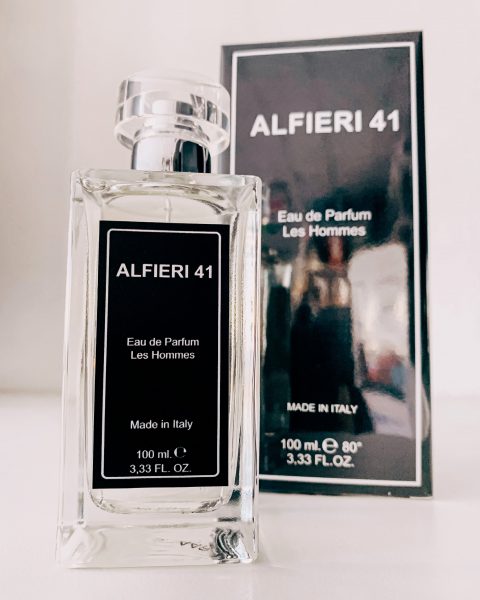 ALFIERI 41
Eau de Parfum
Les Hommes
Made in Italy
100 ml. ℮
3,33 FL.OZ.
ALFIERI 41
Eau de Parfum
Les Hommes
MADE IN ITALY
100 ml. ℮ 80°
3,33 FL.OZ.